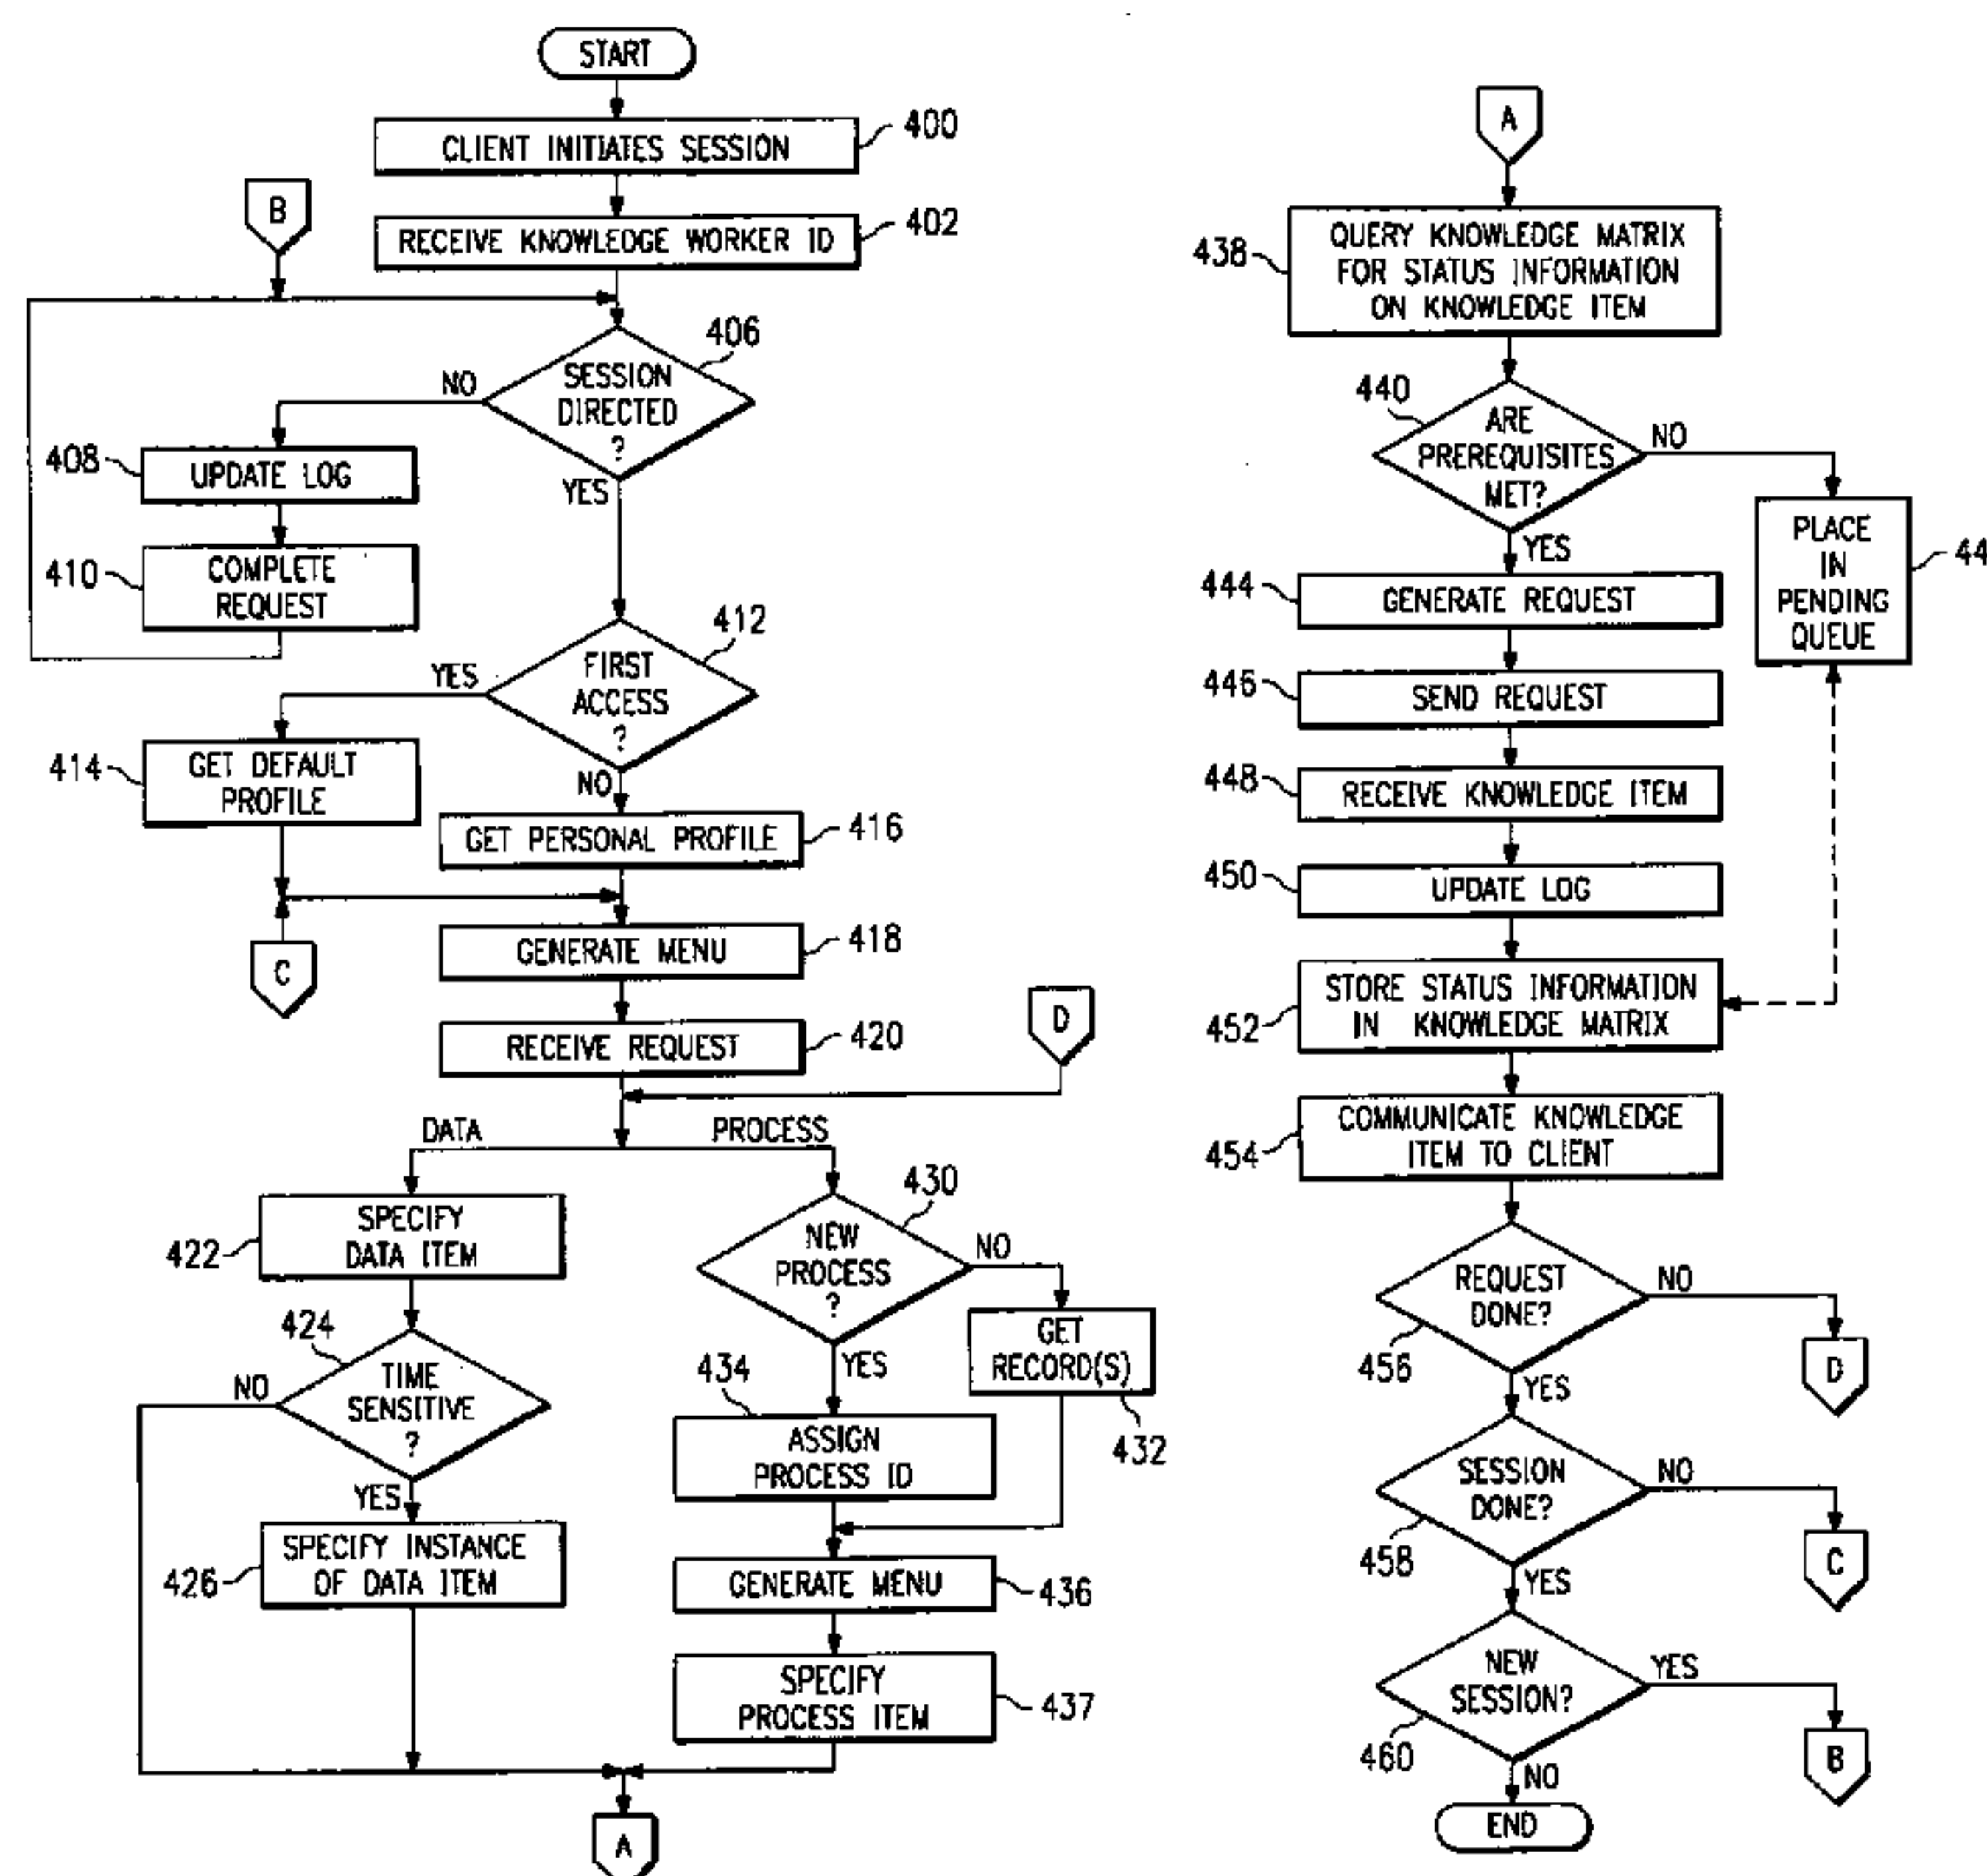 START
CLIENT INITIATES SESSION
400
B
RECEIVE KNOWLEDGE WORKER ID
402
406
SESSION
DIRECTED
?
NO
YES
408
UPDATE LOG
410
COMPLETE
REQUEST
412
FIRST
ACCESS
?
YES
NO
414
GET DEFAULT
PROFILE
GET PERSONAL PROFILE
416
C
GENERATE MENU
418
RECEIVE REQUEST
420
D
DATA
PROCESS
422
SPECIFY
DATA ITEM
424
TIME
SENSITIVE
?
NO
YES
426
SPECIFY INSTANCE
OF DATA ITEM
430
NEW
PROCESS
?
NO
YES
GET
RECORD(S)
432
434
ASSIGN
PROCESS ID
GENERATE MENU
436
SPECIFY
PROCESS ITEM
437
A
A
438
QUERY KNOWLEDGE MATRIX
FOR STATUS INFORMATION
ON KNOWLEDGE ITEM
440
ARE
PREREQUISITES
MET?
NO
YES
PLACE
IN
PENDING
QUEUE
44
444
GENERATE REQUEST
446
SEND REQUEST
448
RECEIVE KNOWLEDGE ITEM
450
UPDATE LOG
452
STORE STATUS INFORMATION
IN KNOWLEDGE MATRIX
454
COMMUNICATE KNOWLEDGE
ITEM TO CLIENT
456
REQUEST
DONE?
NO
YES
D
458
SESSION
DONE?
NO
YES
C
460
NEW
SESSION?
YES
NO
B
END